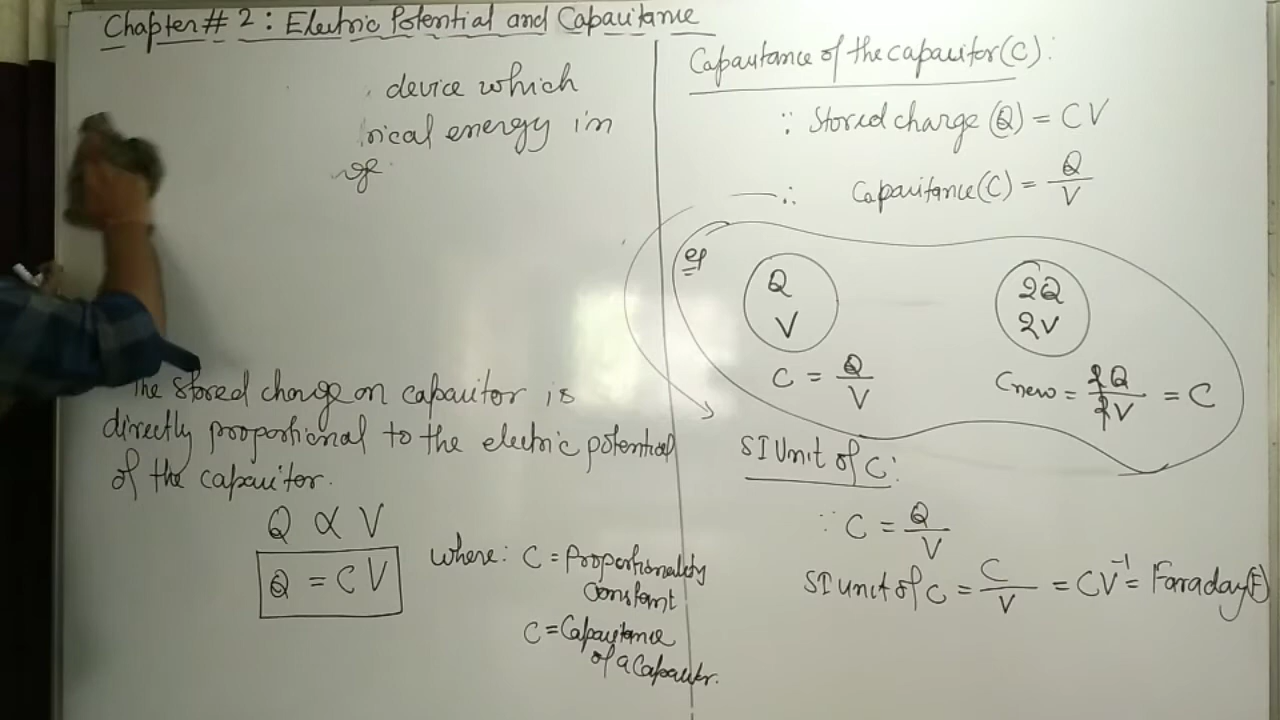 Chapter # 2 : Electric Potential and Capacitance
device which
rical energy in
of
The stored charge on capacitor is
directly proportional to the electric potential
of the capacitor.
Q ∝ V
Q = CV
where: C = Proportionality
constant
C = Capacitance
of a Capacitor.
Capacitance of the capacitor (C) :
∵ Stored charge (Q) = CV
∴ Capacitance (C) = Q/V
eg
Q
V
C = Q/V
2Q
2V
Cnew = 2Q/2V = C
SI Unit of C:
∵ C = Q/V
SI unit of C = C/V = CV⁻¹ = Faraday (F)